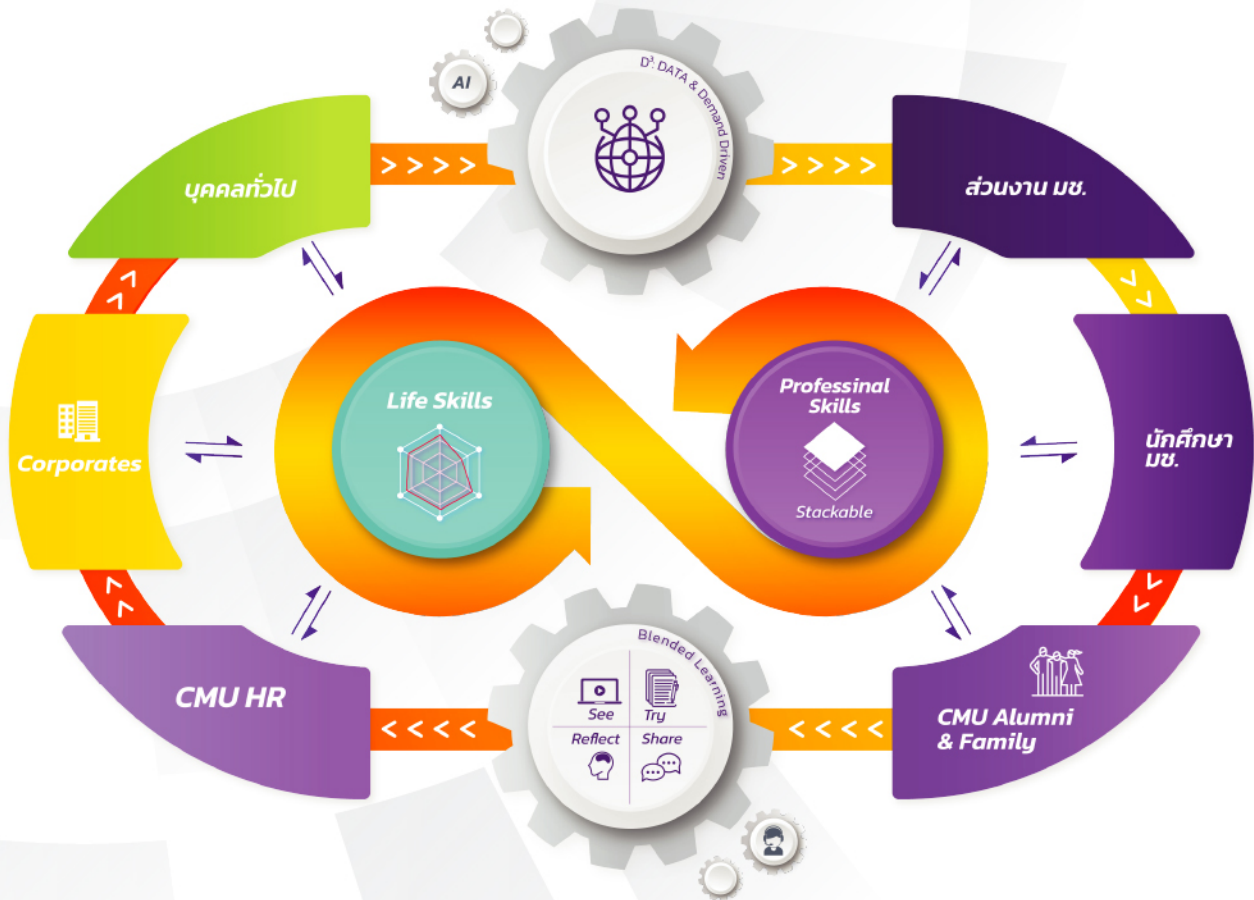 D³: DATA & Demand Driven
AI
บุคคลทั่วไป
ส่วนงาน มช.
Life Skills
Professinal
Skills
Stackable
Corporates
นักศึกษา
มช.
CMU HR
Blended Learning
See
Try
Reflect
Share
CMU Alumni
& Family